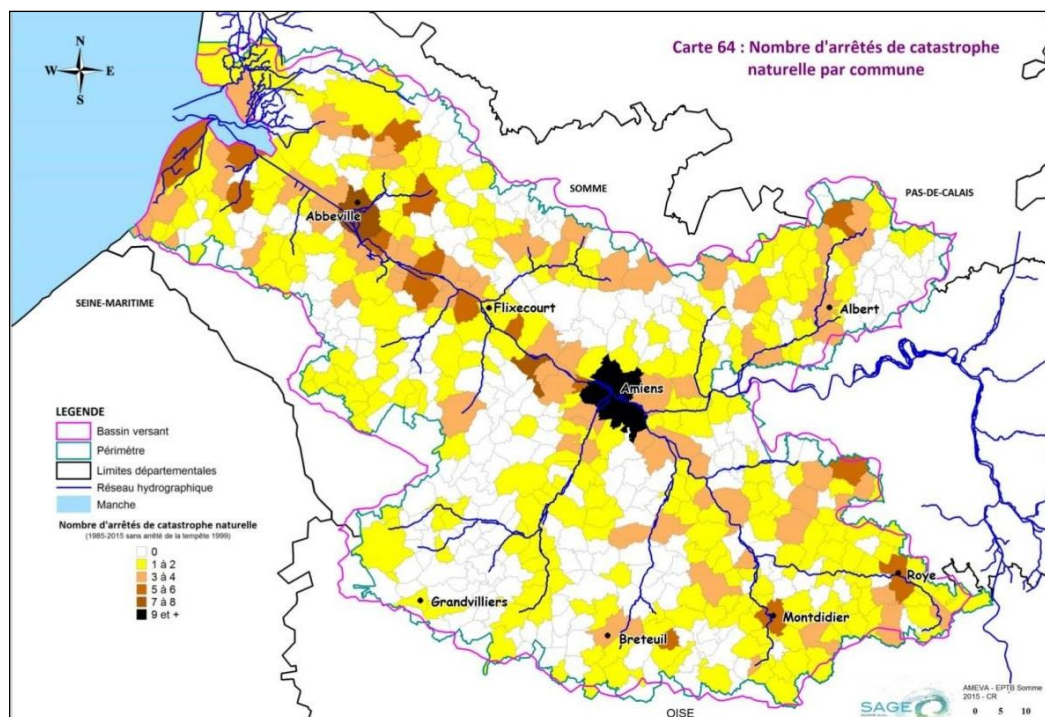 Carte 64 : Nombre d'arrêtés de catastrophe
naturelle par commune
N
W E
S
SOMME
PAS-DE-CALAIS
Abbeville
SEINE-MARITIME
Flixecourt
Albert
Amiens
LEGENDE
Bassin versant
Périmètre
Limites départementales
Réseau hydrographique
Manche
Nombre d'arrêtés de catastrophe naturelle
(1985-2015 sans arrêté de la tempête 1999)
0
1 à 2
3 à 4
5 à 6
7 à 8
9 et +
Roye
Grandvilliers
Montdidier
Breteuil
OISE
AMEVA - EPTB Somme
2015 - CR
SAGE
0 5 10